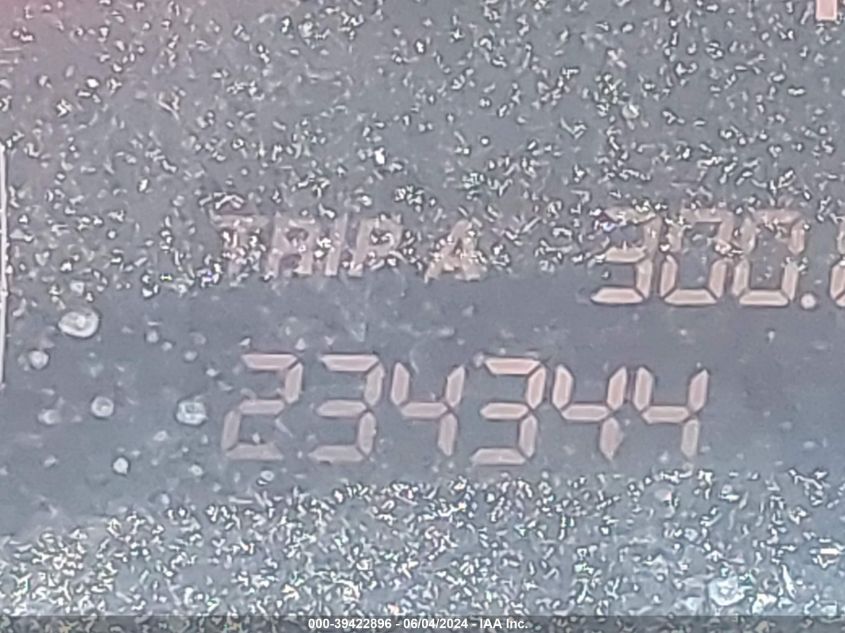 TRIP A 300.
234344
000-39422896 - 06/04/2024 - IAA Inc.